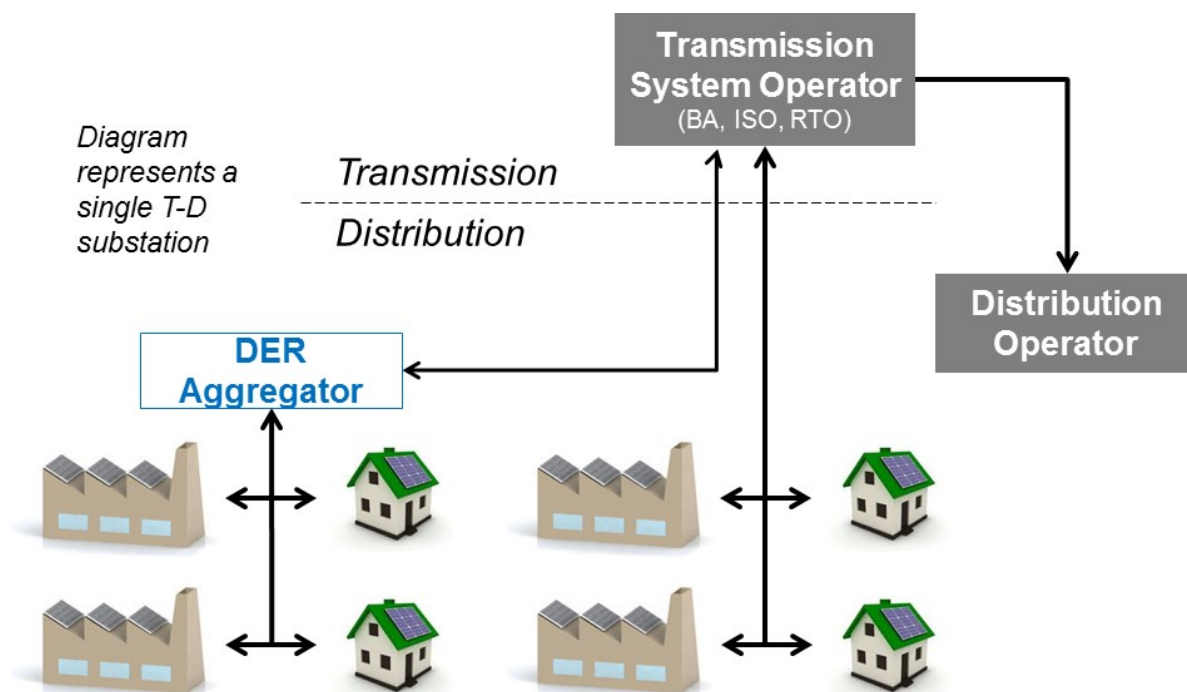 Transmission
System Operator
(BA, ISO, RTO)
Diagram
represents a
single T-D
substation
Transmission
Distribution
Distribution
Operator
DER
Aggregator